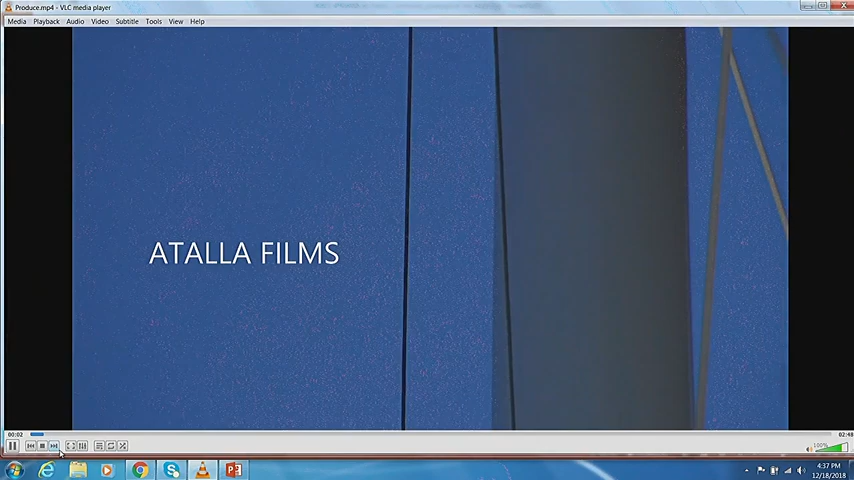 Produce.mp4 - VLC media player
Media Playback Audio Video Subtitle Tools View Help
ATALLA FILMS
00:02
02:48
100%
4:37 PM
12/18/2018